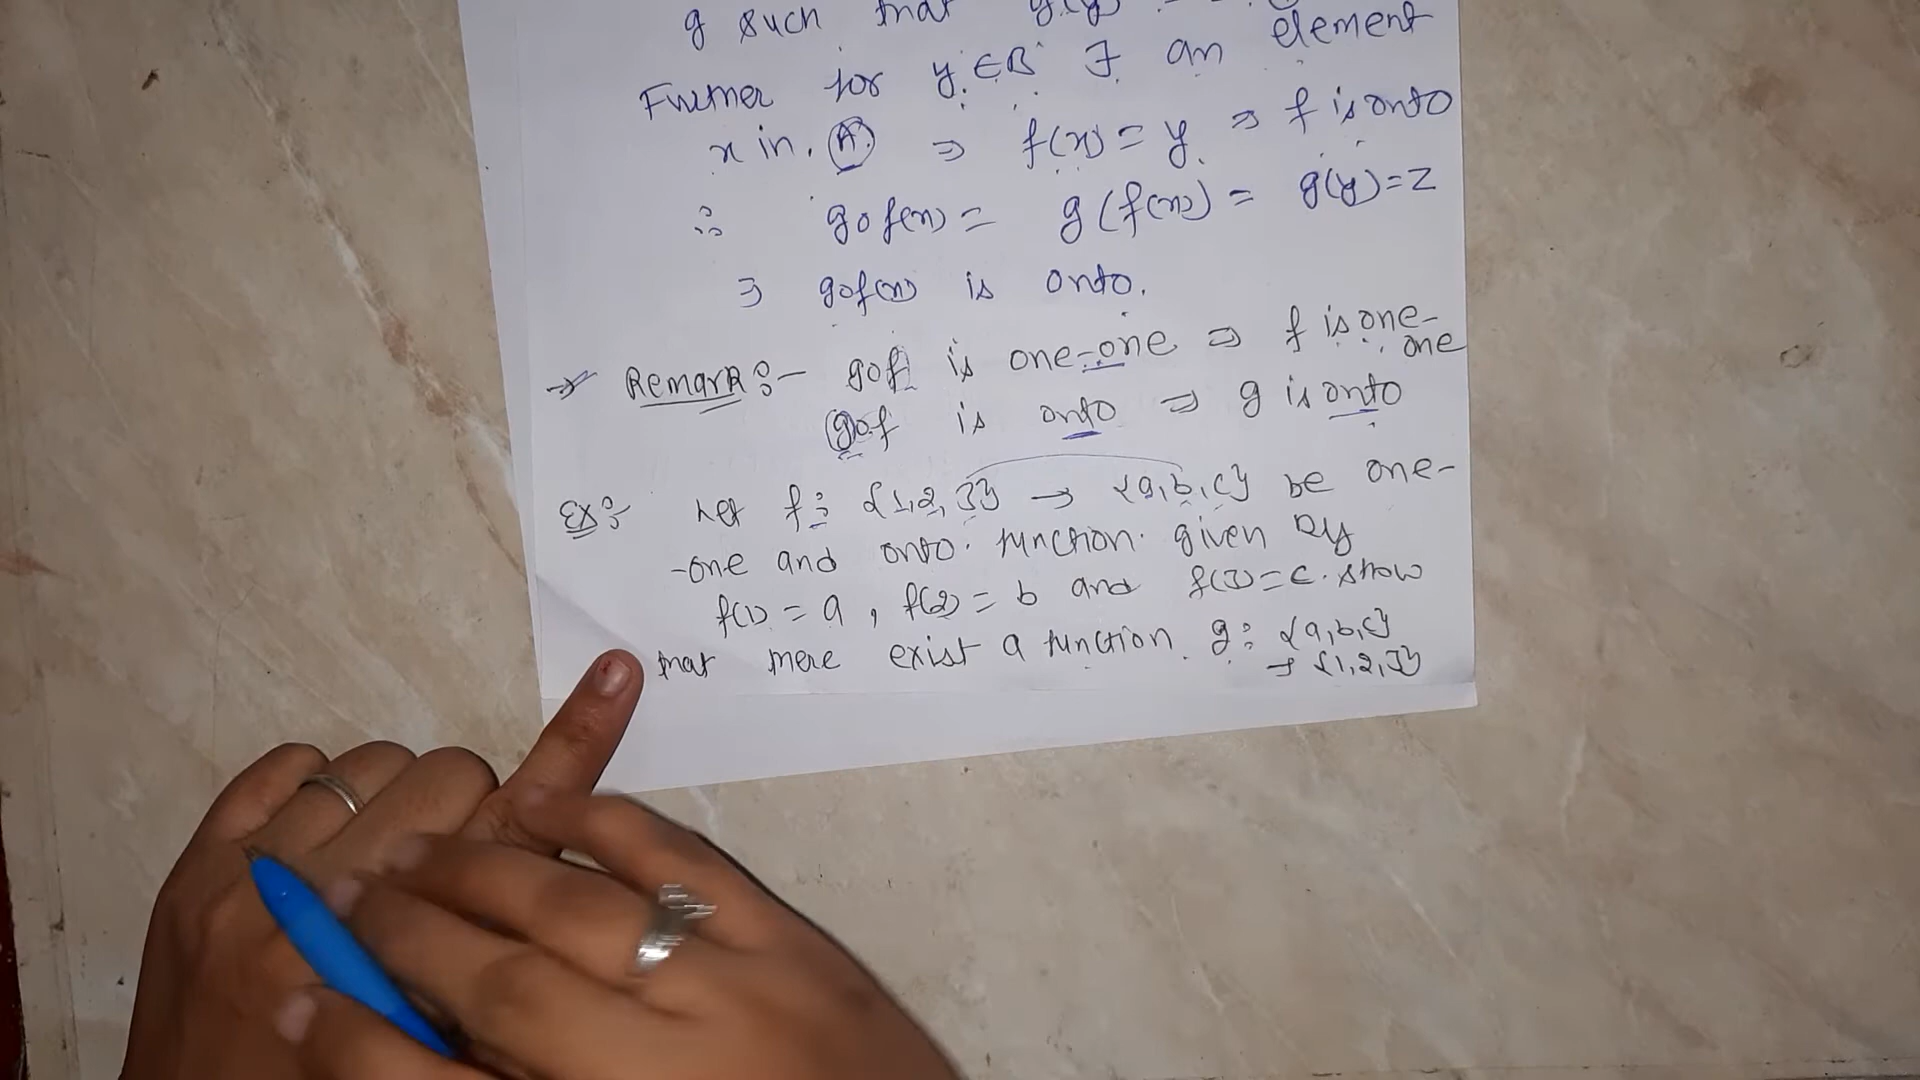 g such that g(y)
Further for y ∈ B ∃ an element
x in A ⇒ f(x) = y ⇒ f is onto
∴ gof(x) = g(f(x)) = g(y) = z
⇒ gof(x) is onto.
→ Remark :- gof is one-one ⇒ f is one-
one
gof is onto ⇒ g is onto
Ex:- Let f : {1,2,3} → {a,b,c} be one-
-one and onto function given by
f(1) = a , f(2) = b and f(3) = c. show
that there exist a function g : {a,b,c}
→ {1,2,3}